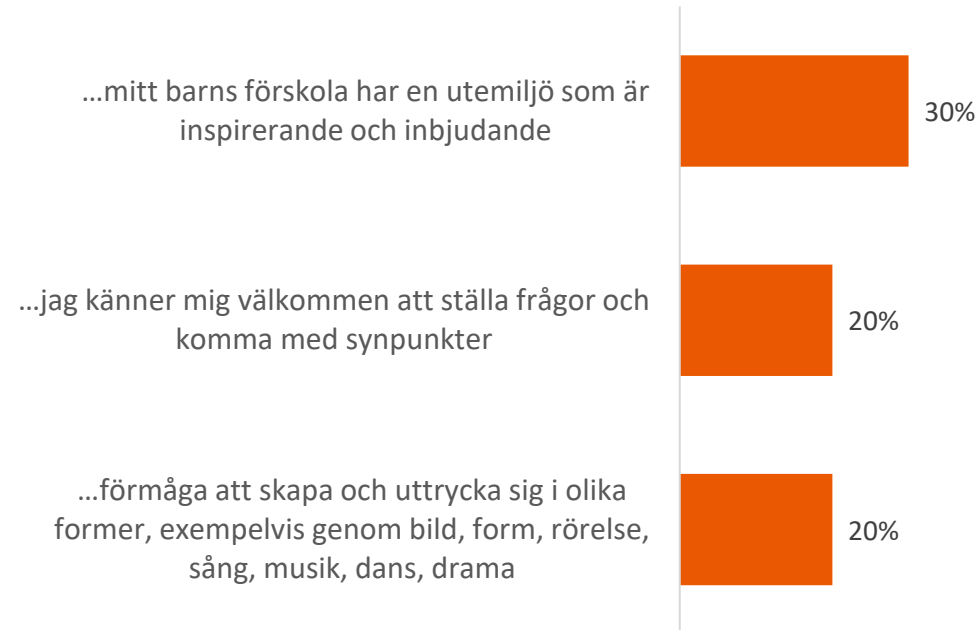 ...mitt barns förskola har en utemiljö som är
inspirerande och inbjudande
30%
...jag känner mig välkommen att ställa frågor och
komma med synpunkter
20%
...förmåga att skapa och uttrycka sig i olika
former, exempelvis genom bild, form, rörelse,
sång, musik, dans, drama
20%